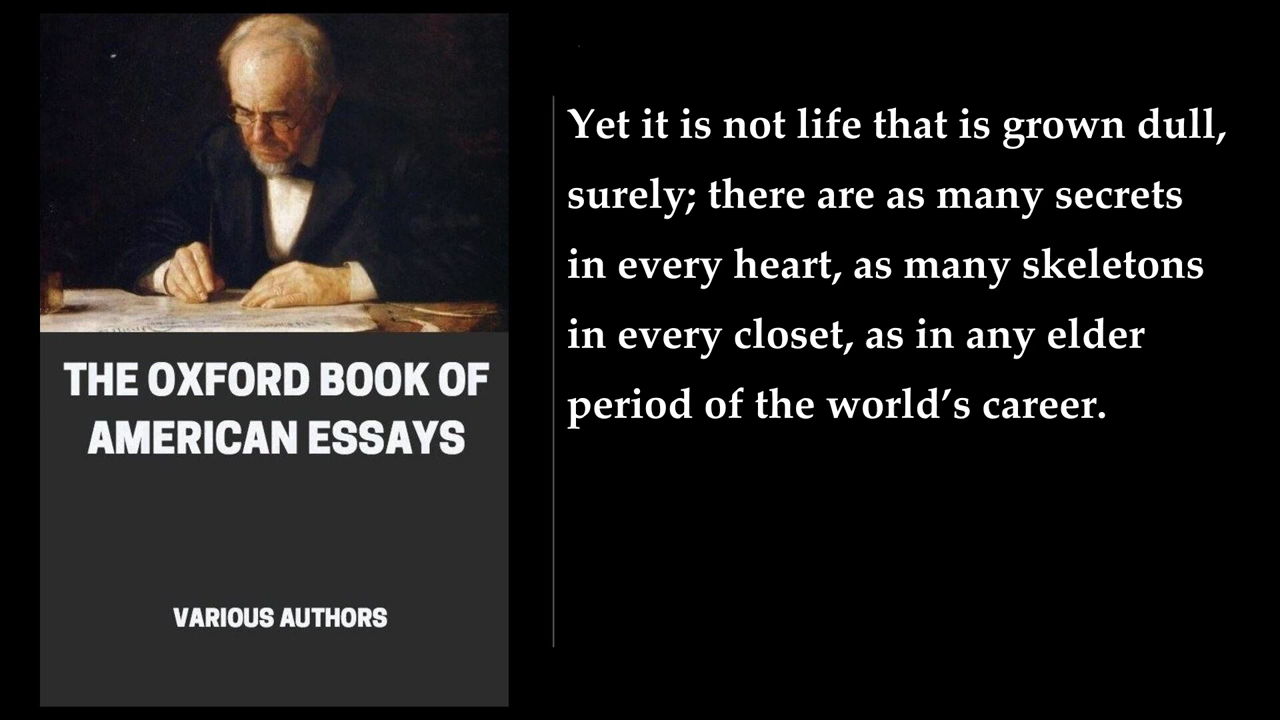 THE OXFORD BOOK OF
AMERICAN ESSAYS
VARIOUS AUTHORS
Yet it is not life that is grown dull,
surely; there are as many secrets
in every heart, as many skeletons
in every closet, as in any elder
period of the world’s career.